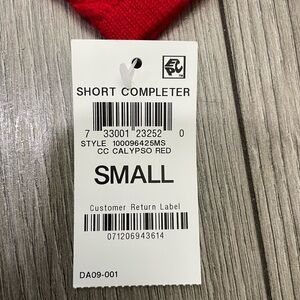 SHORT COMPLETER
7 33001 23252 0
STYLE 100096425MS
CC CALYPSO RED
SMALL
Customer Return Label
071206943614
DA09-001